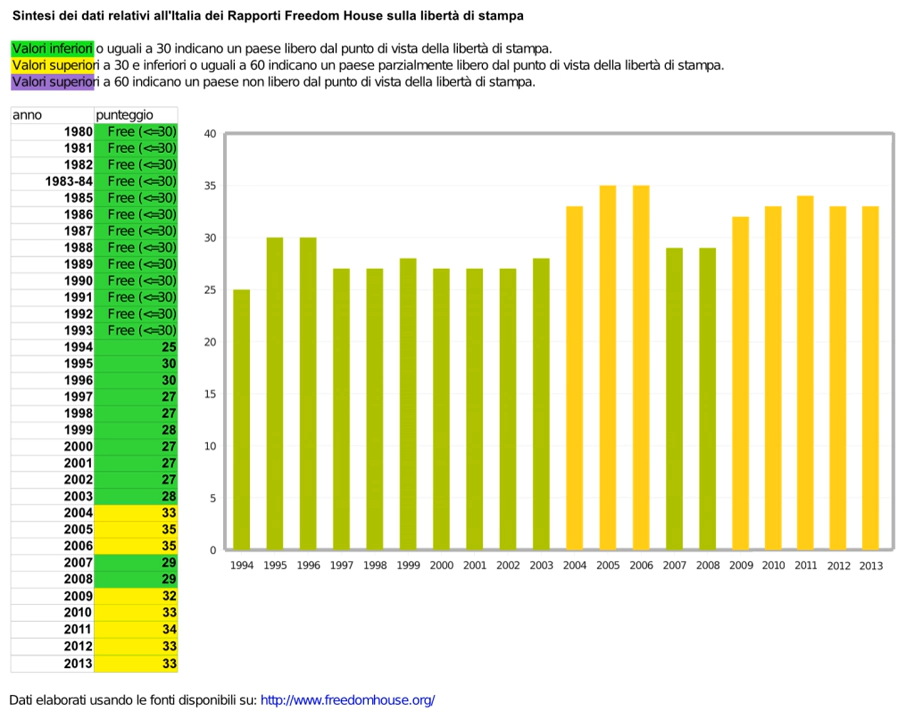 Sintesi dei dati relativi all'Italia dei Rapporti Freedom House sulla libertà di stampa
Valori inferiori o uguali a 30 indicano un paese libero dal punto di vista della libertà di stampa.
Valori superiori a 30 e inferiori o uguali a 60 indicano un paese parzialmente libero dal punto di vista della libertà di stampa.
Valori superiori a 60 indicano un paese non libero dal punto di vista della libertà di stampa.
anno punteggio
1980 Free (<=30)
1981 Free (<=30)
1982 Free (<=30)
1983-84 Free (<=30)
1985 Free (<=30)
1986 Free (<=30)
1987 Free (<=30)
1988 Free (<=30)
1989 Free (<=30)
1990 Free (<=30)
1991 Free (<=30)
1992 Free (<=30)
1993 Free (<=30)
1994 25
1995 30
1996 30
1997 27
1998 27
1999 28
2000 27
2001 27
2002 27
2003 28
2004 33
2005 35
2006 35
2007 29
2008 29
2009 32
2010 33
2011 34
2012 33
2013 33
40
35
30
25
20
15
10
5
0
1994 1995 1996 1997 1998 1999 2000 2001 2002 2003 2004 2005 2006 2007 2008 2009 2010 2011 2012 2013
Dati elaborati usando le fonti disponibili su: http://www.freedomhouse.org/